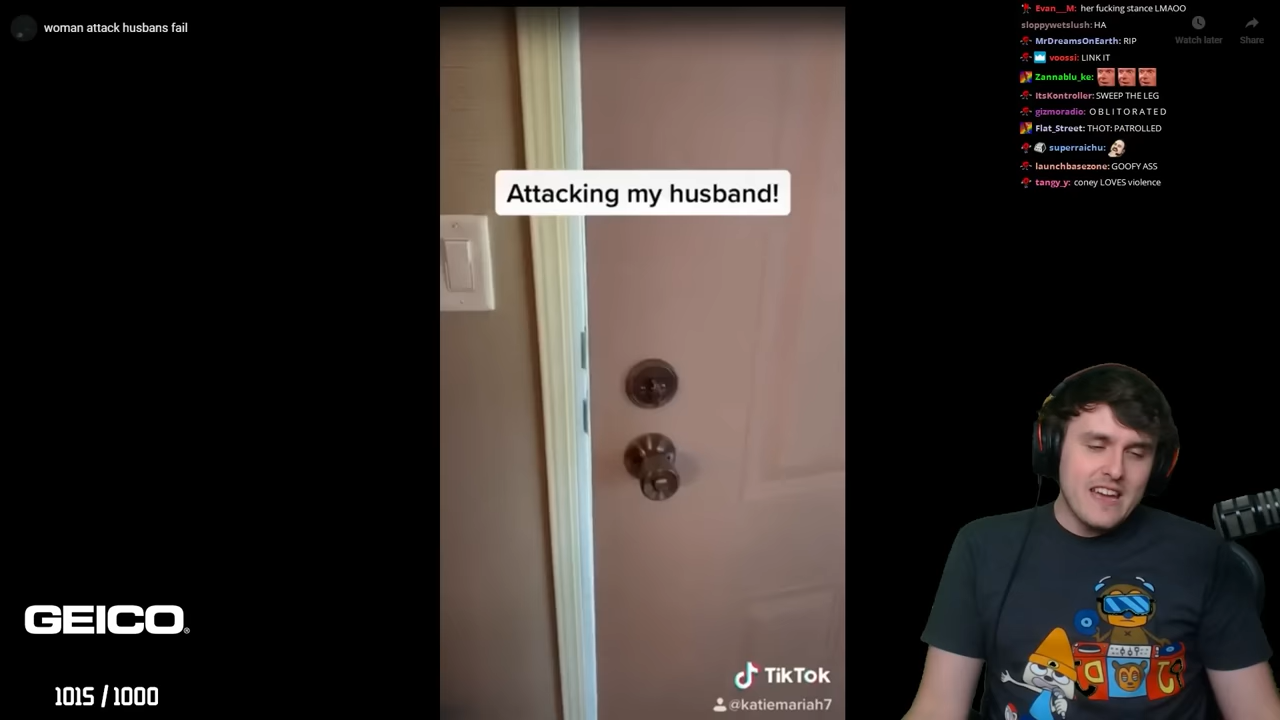 woman attack husbans fail
Evan__M: her fucking stance LMAOO
sloppywetslush: HA
MrDreamsOnEarth: RIP
voossi: LINK IT
Zannablu_ke:
ItsKontroller: SWEEP THE LEG
gizmoradio: O B L I T O R A T E D
Flat_Street: THOT: PATROLLED
superraichu:
launchbasezone: GOOFY ASS
tangy_y: coney LOVES violence
Watch later
Share
Attacking my husband!
GEICO®
1015 / 1000
TikTok
@katiemariah7